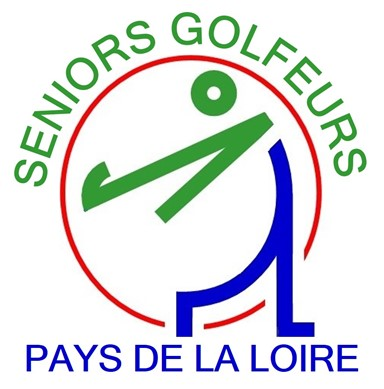 SENIORS GOLFEURS
PAYS DE LA LOIRE